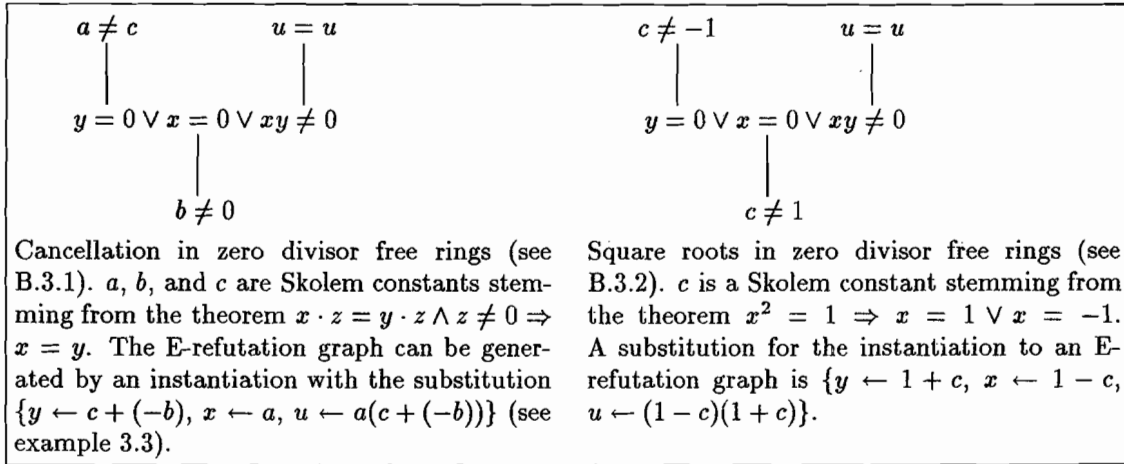 a ≠ c u = u
y = 0 ∨ x = 0 ∨ xy ≠ 0
b ≠ 0
Cancellation in zero divisor free rings (see
B.3.1). a, b, and c are Skolem constants stem-
ming from the theorem x · z = y · z ∧ z ≠ 0 ⇒
x = y. The E-refutation graph can be gener-
ated by an instantiation with the substitution
{y ← c + (−b), x ← a, u ← a(c + (−b))} (see
example 3.3).
c ≠ −1 u = u
y = 0 ∨ x = 0 ∨ xy ≠ 0
c ≠ 1
Square roots in zero divisor free rings (see
B.3.2). c is a Skolem constant stemming from
the theorem x² = 1 ⇒ x = 1 ∨ x = −1.
A substitution for the instantiation to an E-
refutation graph is {y ← 1 + c, x ← 1 − c,
u ← (1 − c)(1 + c)}.